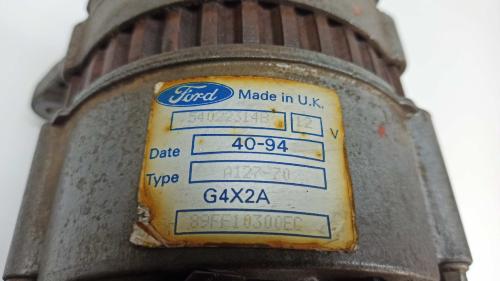 Ford Made in U.K.
54022314B 12 V
Date 40-94
Type A127-70
G4X2A
89FF10300EC